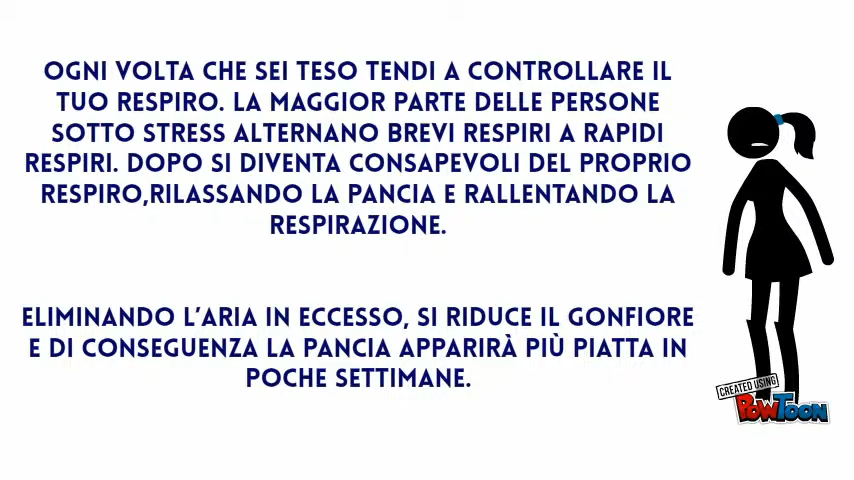 OGNI VOLTA CHE SEI TESO TENDI A CONTROLLARE IL
TUO RESPIRO. LA MAGGIOR PARTE DELLE PERSONE
SOTTO STRESS ALTERNANO BREVI RESPIRI A RAPIDI
RESPIRI. DOPO SI DIVENTA CONSAPEVOLI DEL PROPRIO
RESPIRO,RILASSANDO LA PANCIA E RALLENTANDO LA
RESPIRAZIONE.
ELIMINANDO L'ARIA IN ECCESSO, SI RIDUCE IL GONFIORE
E DI CONSEGUENZA LA PANCIA APPARIRÀ PIÙ PIATTA IN
POCHE SETTIMANE.
CREATED USING
POWTOON